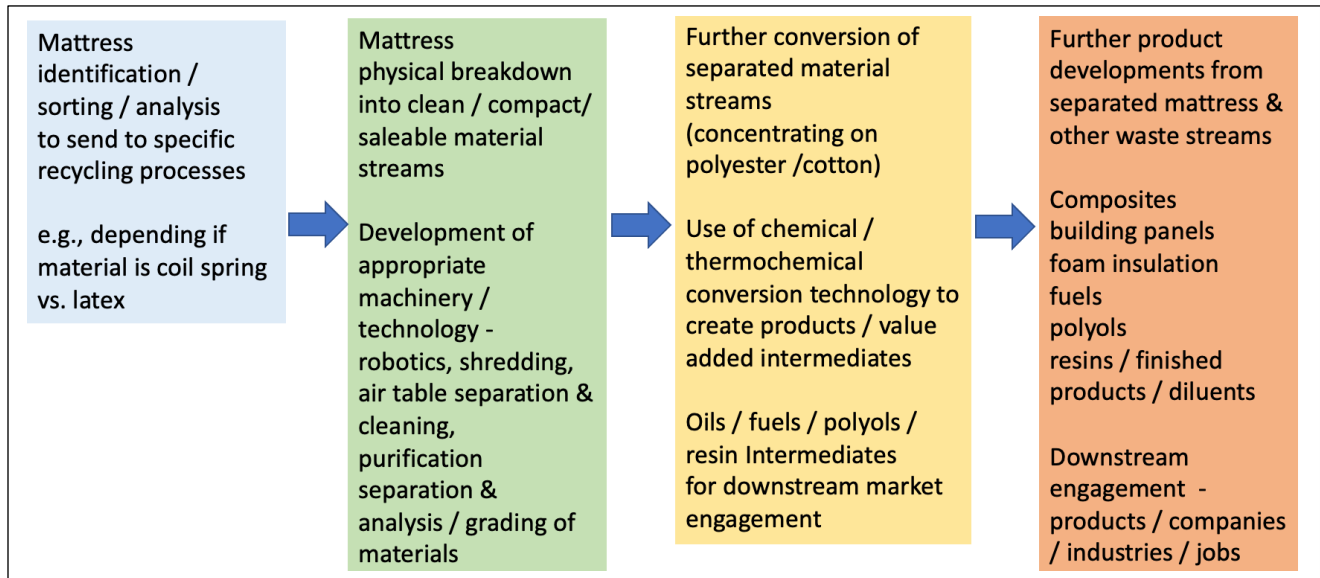 Mattress
identification /
sorting / analysis
to send to specific
recycling processes
e.g., depending if
material is coil spring
vs. latex
Mattress
physical breakdown
into clean / compact/
saleable material
streams
Development of
appropriate
machinery /
technology -
robotics, shredding,
air table separation &
cleaning,
purification
separation &
analysis / grading of
materials
Further conversion of
separated material
streams
(concentrating on
polyester /cotton)
Use of chemical /
thermochemical
conversion technology to
create products / value
added intermediates
Oils / fuels / polyols /
resin Intermediates
for downstream market
engagement
Further product
developments from
separated mattress &
other waste streams
Composites
building panels
foam insulation
fuels
polyols
resins / finished
products / diluents
Downstream
engagement  -
products / companies
/ industries / jobs